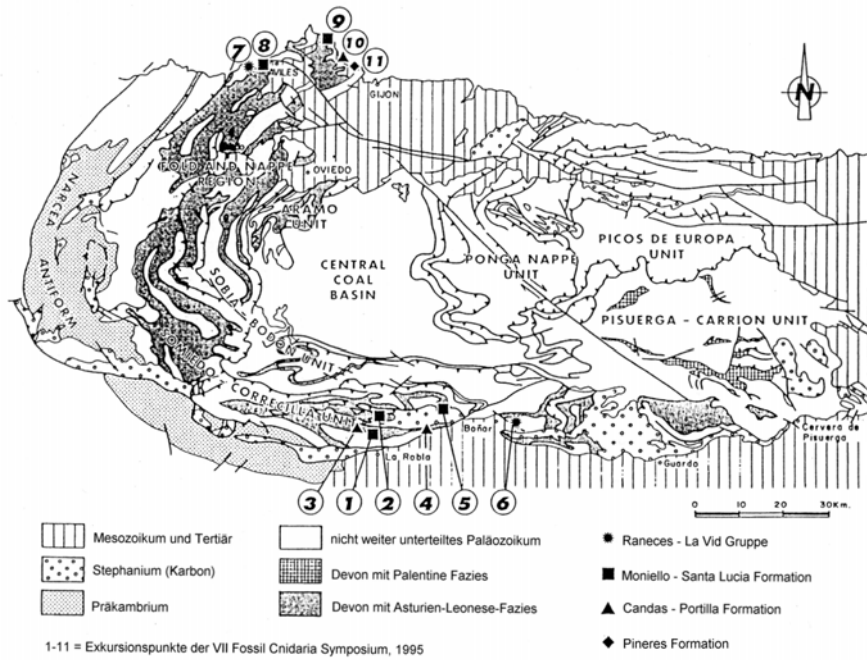 9
7 8 10
11
AVILES
GIJON
N
OVIEDO
FOLD AND NAPPE
REGION
NARCEA
ANTIFORM
ARAMO
UNIT
CENTRAL
COAL
BASIN
PONGA NAPPE
UNIT
PICOS DE EUROPA
UNIT
PISUERGA - CARRION UNIT
SOBIA - BODON UNIT
CORRECILLA UNIT
Boñar
La Robla
Guardo
Cervera de
Pisuerga
3 1 2 4 5 6
0 10 20 30 Km.
Mesozoikum und Tertiär
Stephanium (Karbon)
Präkambrium
nicht weiter unterteiltes Paläozoikum
Devon mit Palentine Fazies
Devon mit Asturien-Leonese-Fazies
Raneces - La Vid Gruppe
Moniello - Santa Lucia Formation
Candas - Portilla Formation
Pineres Formation
1-11 = Exkursionspunkte der VII Fossil Cnidaria Symposium, 1995